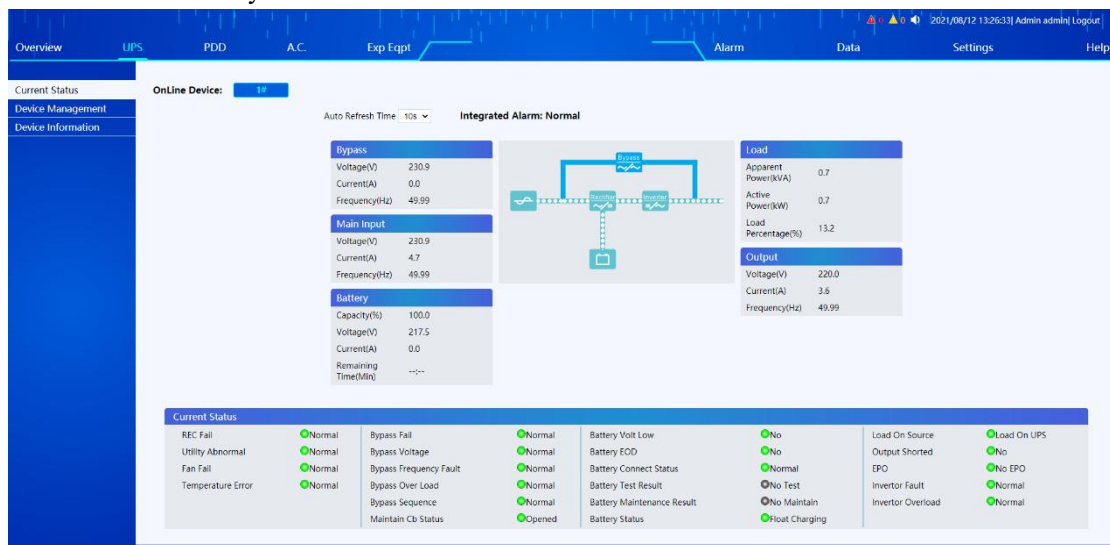 0 0 2021/08/12 13:26:33| Admin admin| Logout
Overview UPS PDD A.C. Exp Eqpt Alarm Data Settings Help
Current Status
Device Management
Device Information
OnLine Device: 1#
Auto Refresh Time 10s Integrated Alarm: Normal
Bypass
Voltage(V) 230.9
Current(A) 0.0
Frequency(Hz) 49.99
Main Input
Voltage(V) 230.9
Current(A) 4.7
Frequency(Hz) 49.99
Battery
Capacity(%) 100.0
Voltage(V) 217.5
Current(A) 0.0
Remaining
Time(Min) --:--
Bypass
Rectifier Inverter
Load
Apparent
Power(kVA) 0.7
Active
Power(kW) 0.7
Load
Percentage(%) 13.2
Output
Voltage(V) 220.0
Current(A) 3.6
Frequency(Hz) 49.99
Current Status
REC Fail Normal Bypass Fail Normal Battery Volt Low No Load On Source Load On UPS
Utility Abnormal Normal Bypass Voltage Normal Battery EOD No Output Shorted No
Fan Fail Normal Bypass Frequency Fault Normal Battery Connect Status Normal EPO No EPO
Temperature Error Normal Bypass Over Load Normal Battery Test Result No Test Invertor Fault Normal
Bypass Sequence Normal Battery Maintenance Result No Maintain Invertor Overload Normal
Maintain Cb Status Opened Battery Status Float Charging